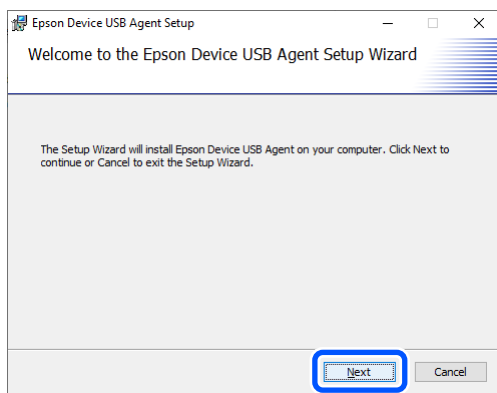 Epson Device USB Agent Setup
Welcome to the Epson Device USB Agent Setup Wizard
The Setup Wizard will install Epson Device USB Agent on your computer. Click Next to
continue or Cancel to exit the Setup Wizard.
Next Cancel